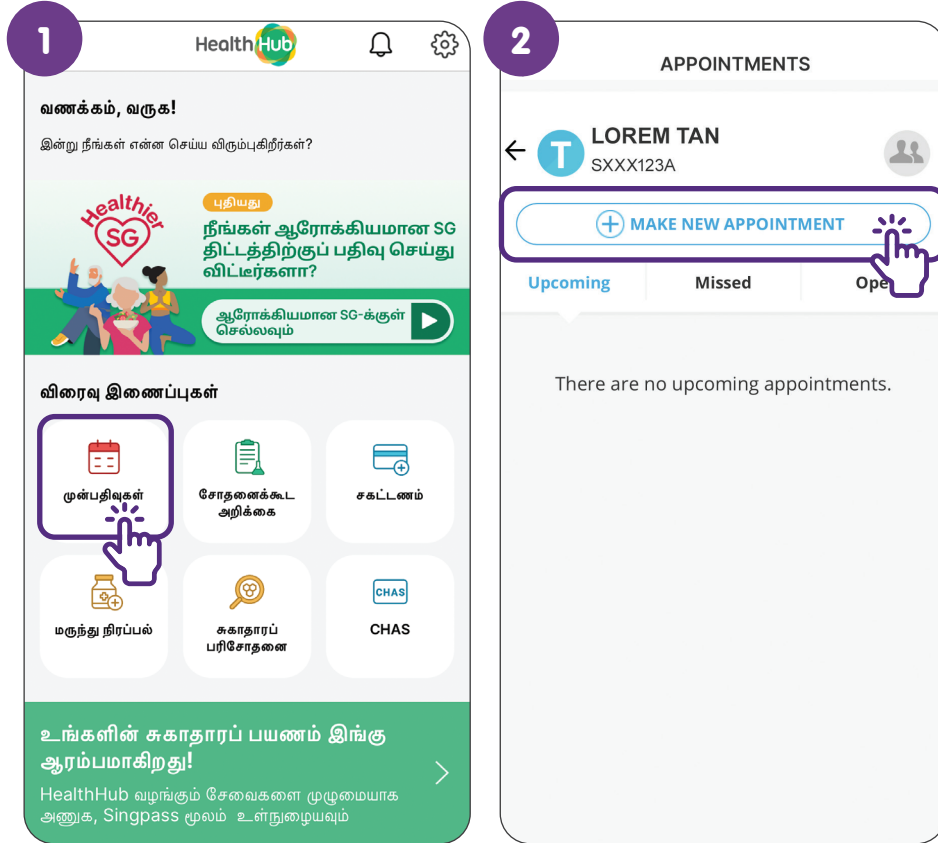 1
HealthHub
வணக்கம், வருக!
இன்று நீங்கள் என்ன செய்ய விரும்புகிறீர்கள்?
Healthier
SG
புதியது
நீங்கள் ஆரோக்கியமான SG
திட்டத்திற்குப் பதிவு செய்து
விட்டீர்களா?
ஆரோக்கியமான SG-க்குள்
செல்லவும்
விரைவு இணைப்புகள்
முன்பதிவுகள்
சோதனைக்கூட
அறிக்கை
சகட்டணம்
மருந்து நிரப்பல்
சுகாதாரப்
பரிசோதனை
CHAS
CHAS
உங்களின் சுகாதாரப் பயணம் இங்கு
ஆரம்பமாகிறது!
HealthHub வழங்கும் சேவைகளை முழுமையாக
அணுக, Singpass மூலம் உள்நுழையவும்
2
APPOINTMENTS
T
LOREM TAN
SXXX123A
MAKE NEW APPOINTMENT
Upcoming Missed Ope
There are no upcoming appointments.